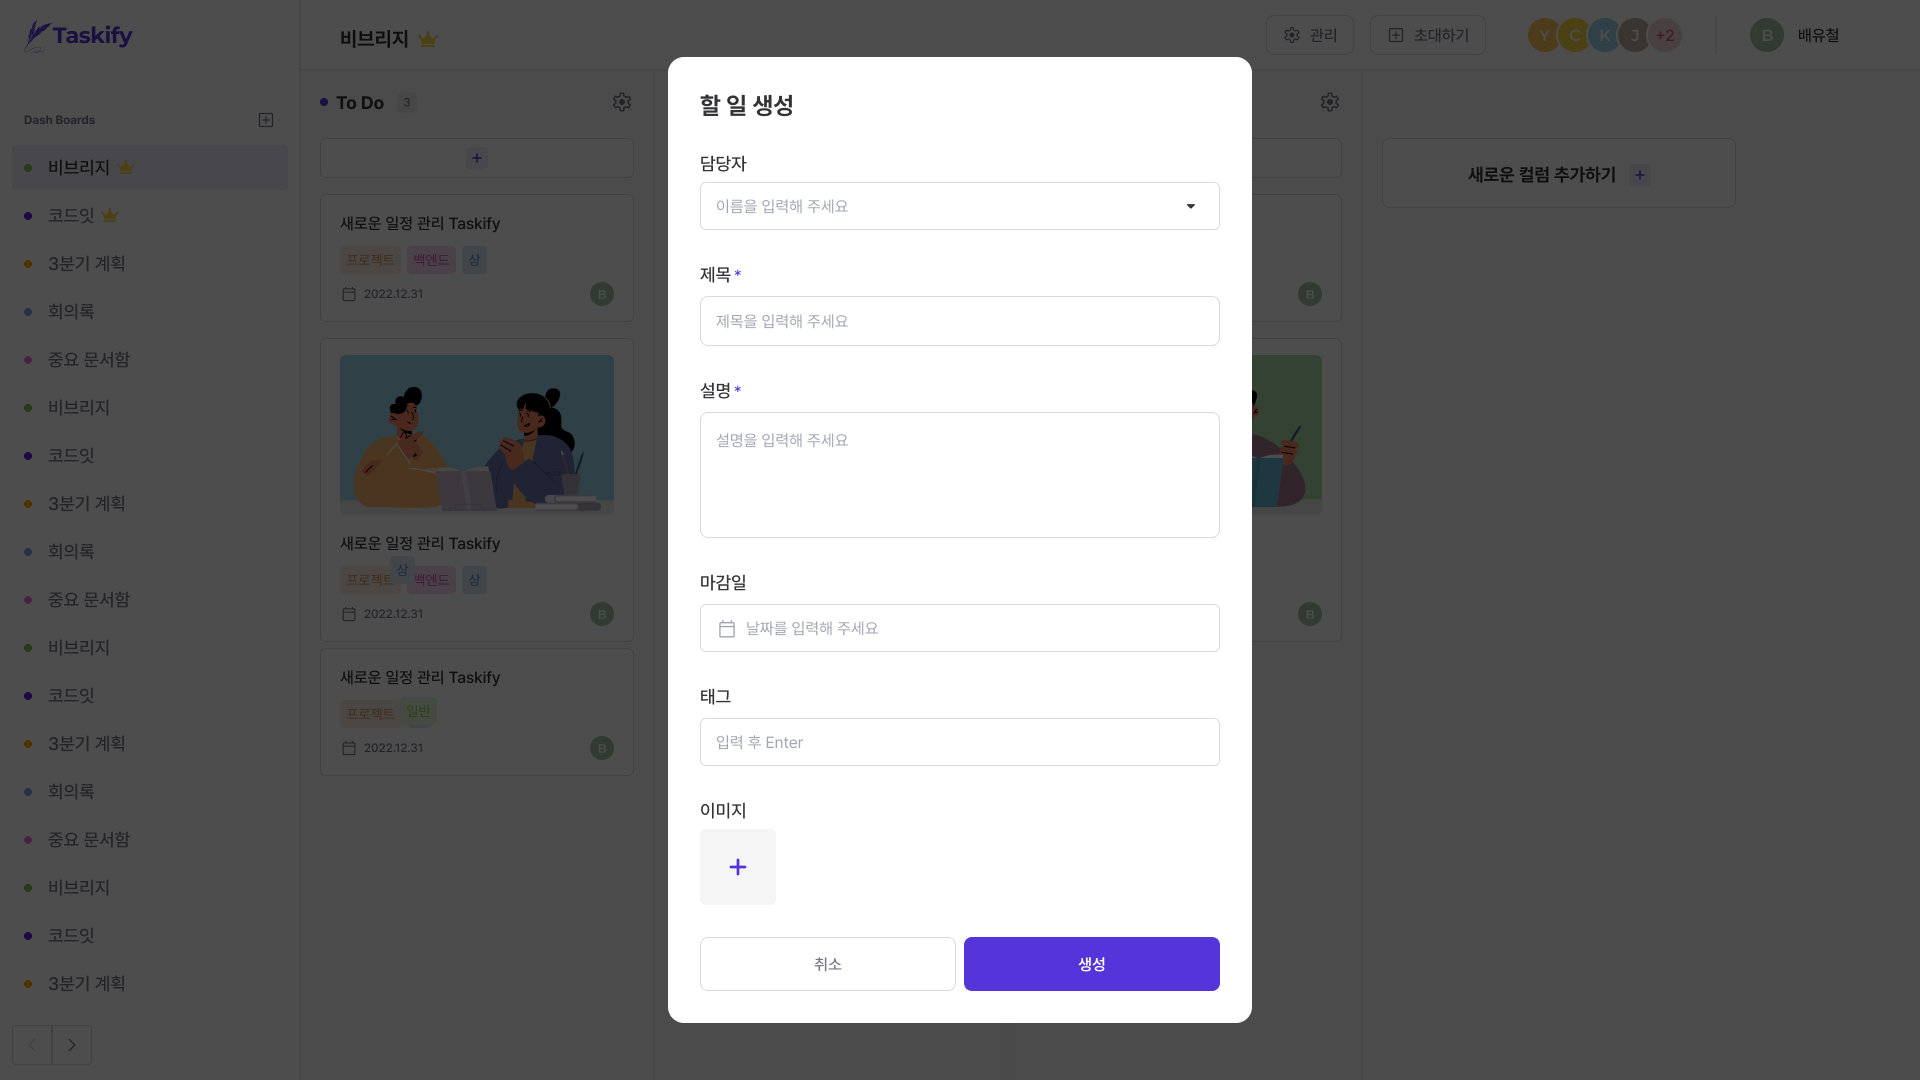 Taskify
비브리지
관리
초대하기
Y
C
K
J
+2
B
배유철
Dash Boards
비브리지
코드잇
3분기 계획
회의록
중요 문서함
비브리지
코드잇
3분기 계획
회의록
중요 문서함
비브리지
코드잇
3분기 계획
회의록
중요 문서함
비브리지
코드잇
3분기 계획
To Do 3
새로운 일정 관리 Taskify
프로젝트 백엔드 상
2022.12.31
B
새로운 일정 관리 Taskify
프로젝트 상 백엔드 상
2022.12.31
B
새로운 일정 관리 Taskify
프로젝트 일반
2022.12.31
B
할 일 생성
담당자
이름을 입력해 주세요
제목 *
제목을 입력해 주세요
설명 *
설명을 입력해 주세요
마감일
날짜를 입력해 주세요
태그
입력 후 Enter
이미지
+
취소
생성
B
B
새로운 컬럼 추가하기 +